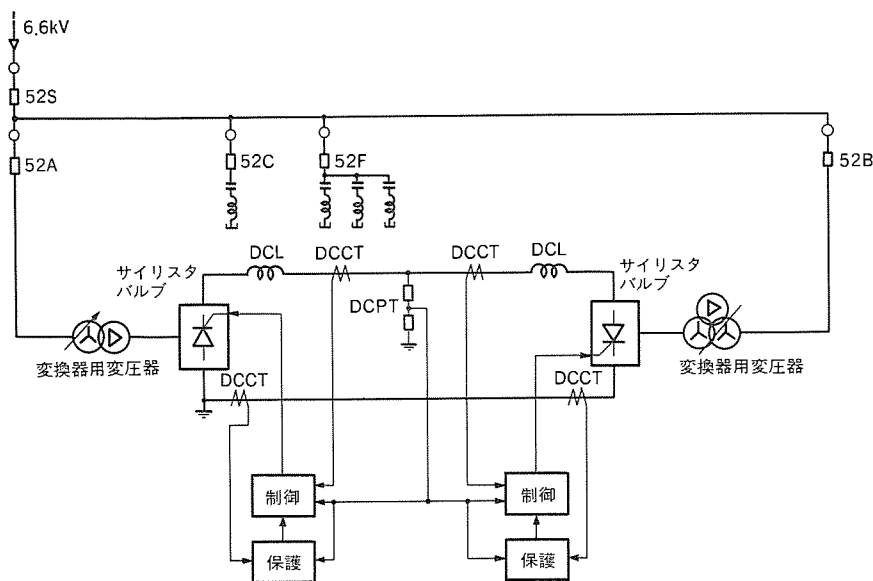 6.6kV
52S
52A
52C
52F
52B
DCL
DCCT
DCCT
DCL
サイリスタ
バルブ
サイリスタ
バルブ
DCPT
変換器用変圧器
変換器用変圧器
DCCT
DCCT
制御
制御
保護
保護